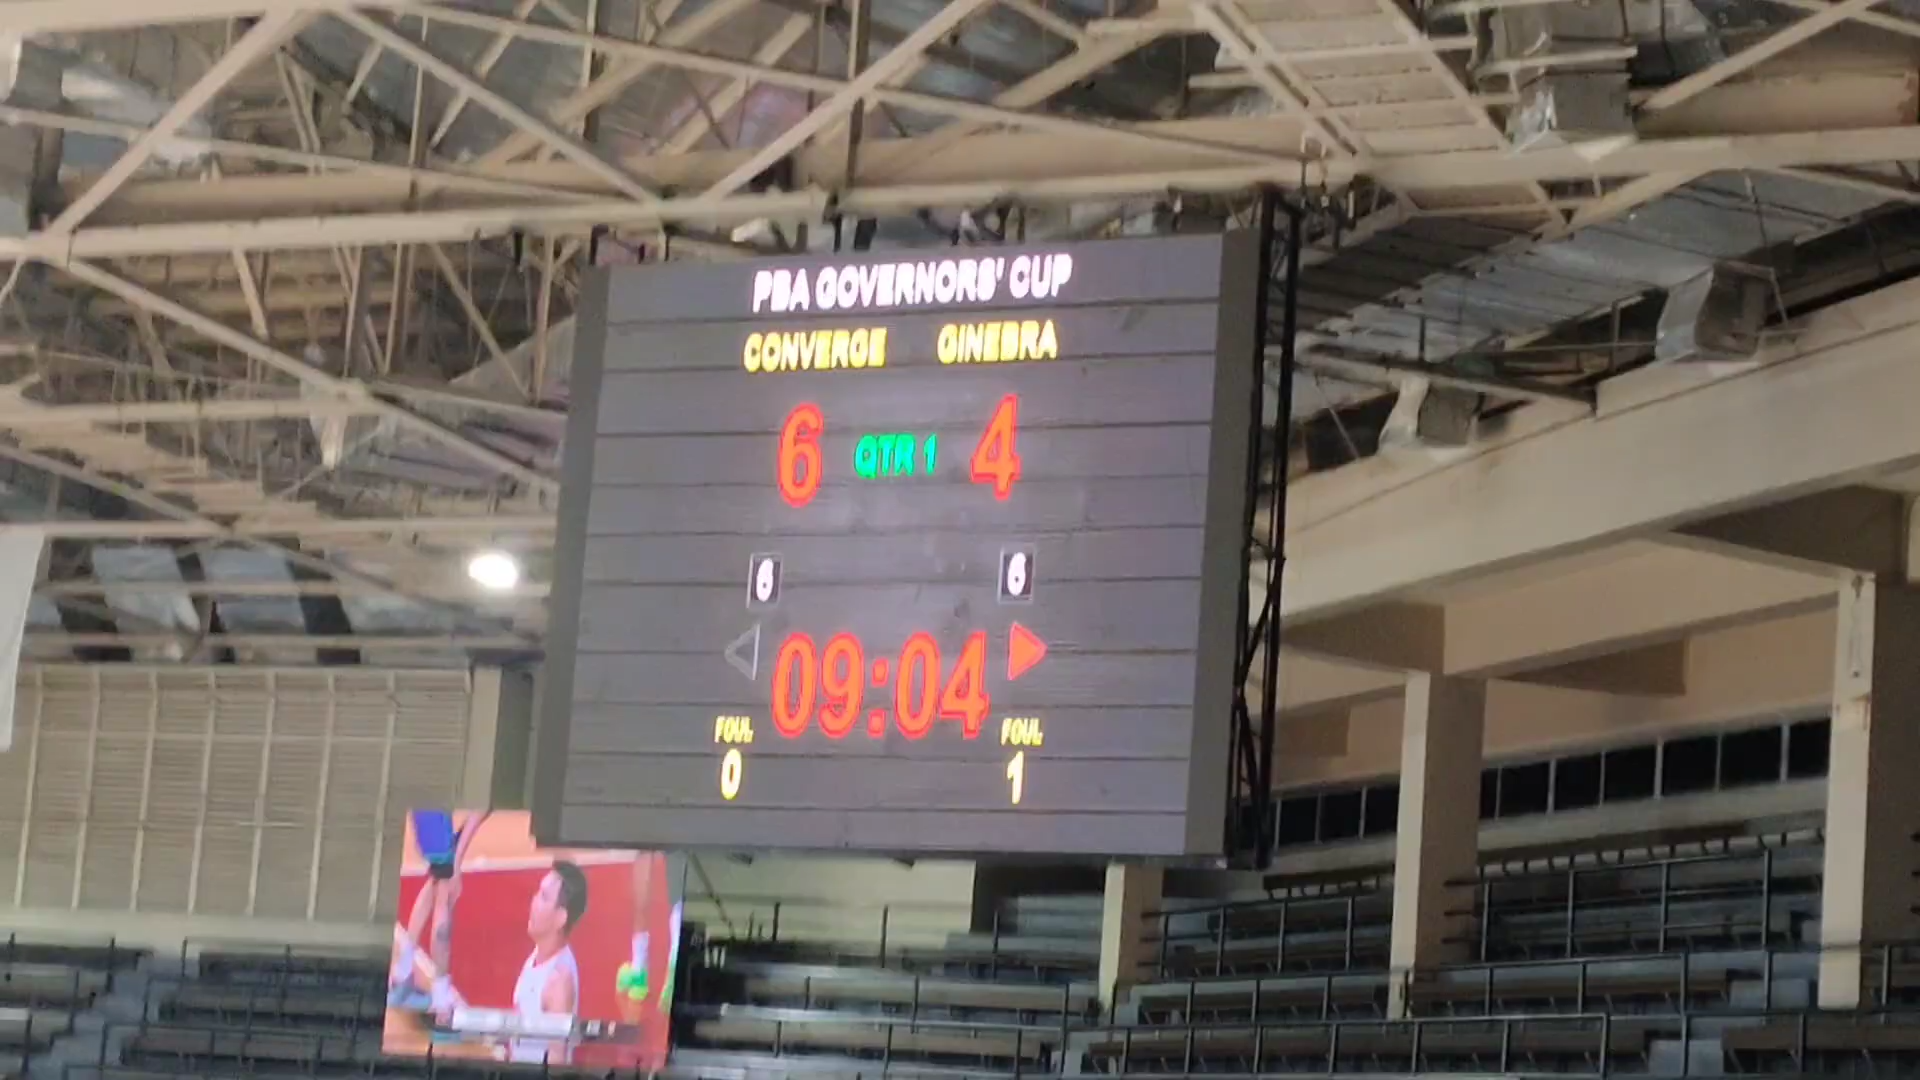 PBA GOVERNORS' CUP
CONVERGE GINEBRA
6 QTR 1 4
6 6
09:04
FOUL FOUL
0 1